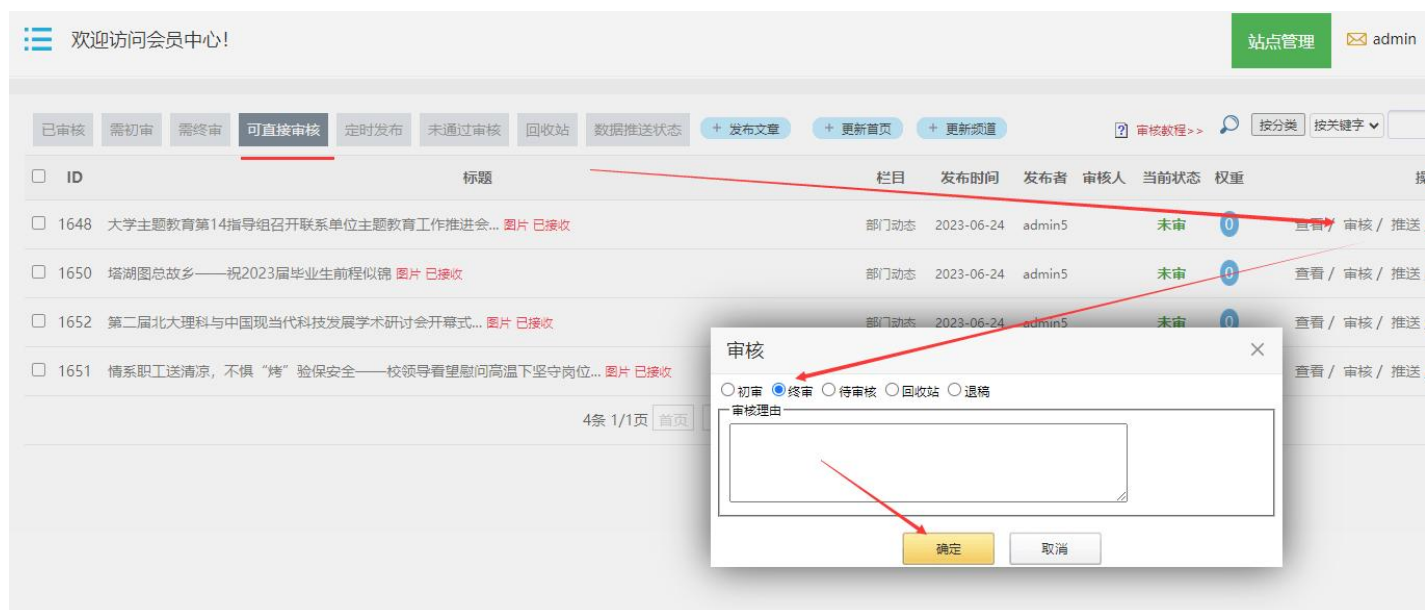 欢迎访问会员中心！ 站点管理 admin
已审核 需初审 需终审 可直接审核 定时发布 未通过审核 回收站 数据推送状态 + 发布文章 + 更新首页 + 更新频道 ? 审核教程>> 按分类 按关键字
ID 标题 栏目 发布时间 发布者 审核人 当前状态 权重
1648 大学主题教育第14指导组召开联系单位主题教育工作推进会... 图片 已接收 部门动态 2023-06-24 admin5 未审 0 查看 / 审核 / 推送
1650 塔湖图总故乡——祝2023届毕业生前程似锦 图片 已接收 部门动态 2023-06-24 admin5 未审 0 查看 / 审核 / 推送
1652 第二届北大理科与中国现当代科技发展学术研讨会开幕式... 图片 已接收 部门动态 2023-06-24 admin5 未审 0 查看 / 审核 / 推送
1651 情系职工送清凉，不惧“烤”验保安全——校领导看望慰问高温下坚守岗位... 图片 已接收 查看 / 审核 / 推送
4条 1/1页 首页
审核
初审 终审 待审核 回收站 退稿
审核理由
确定 取消